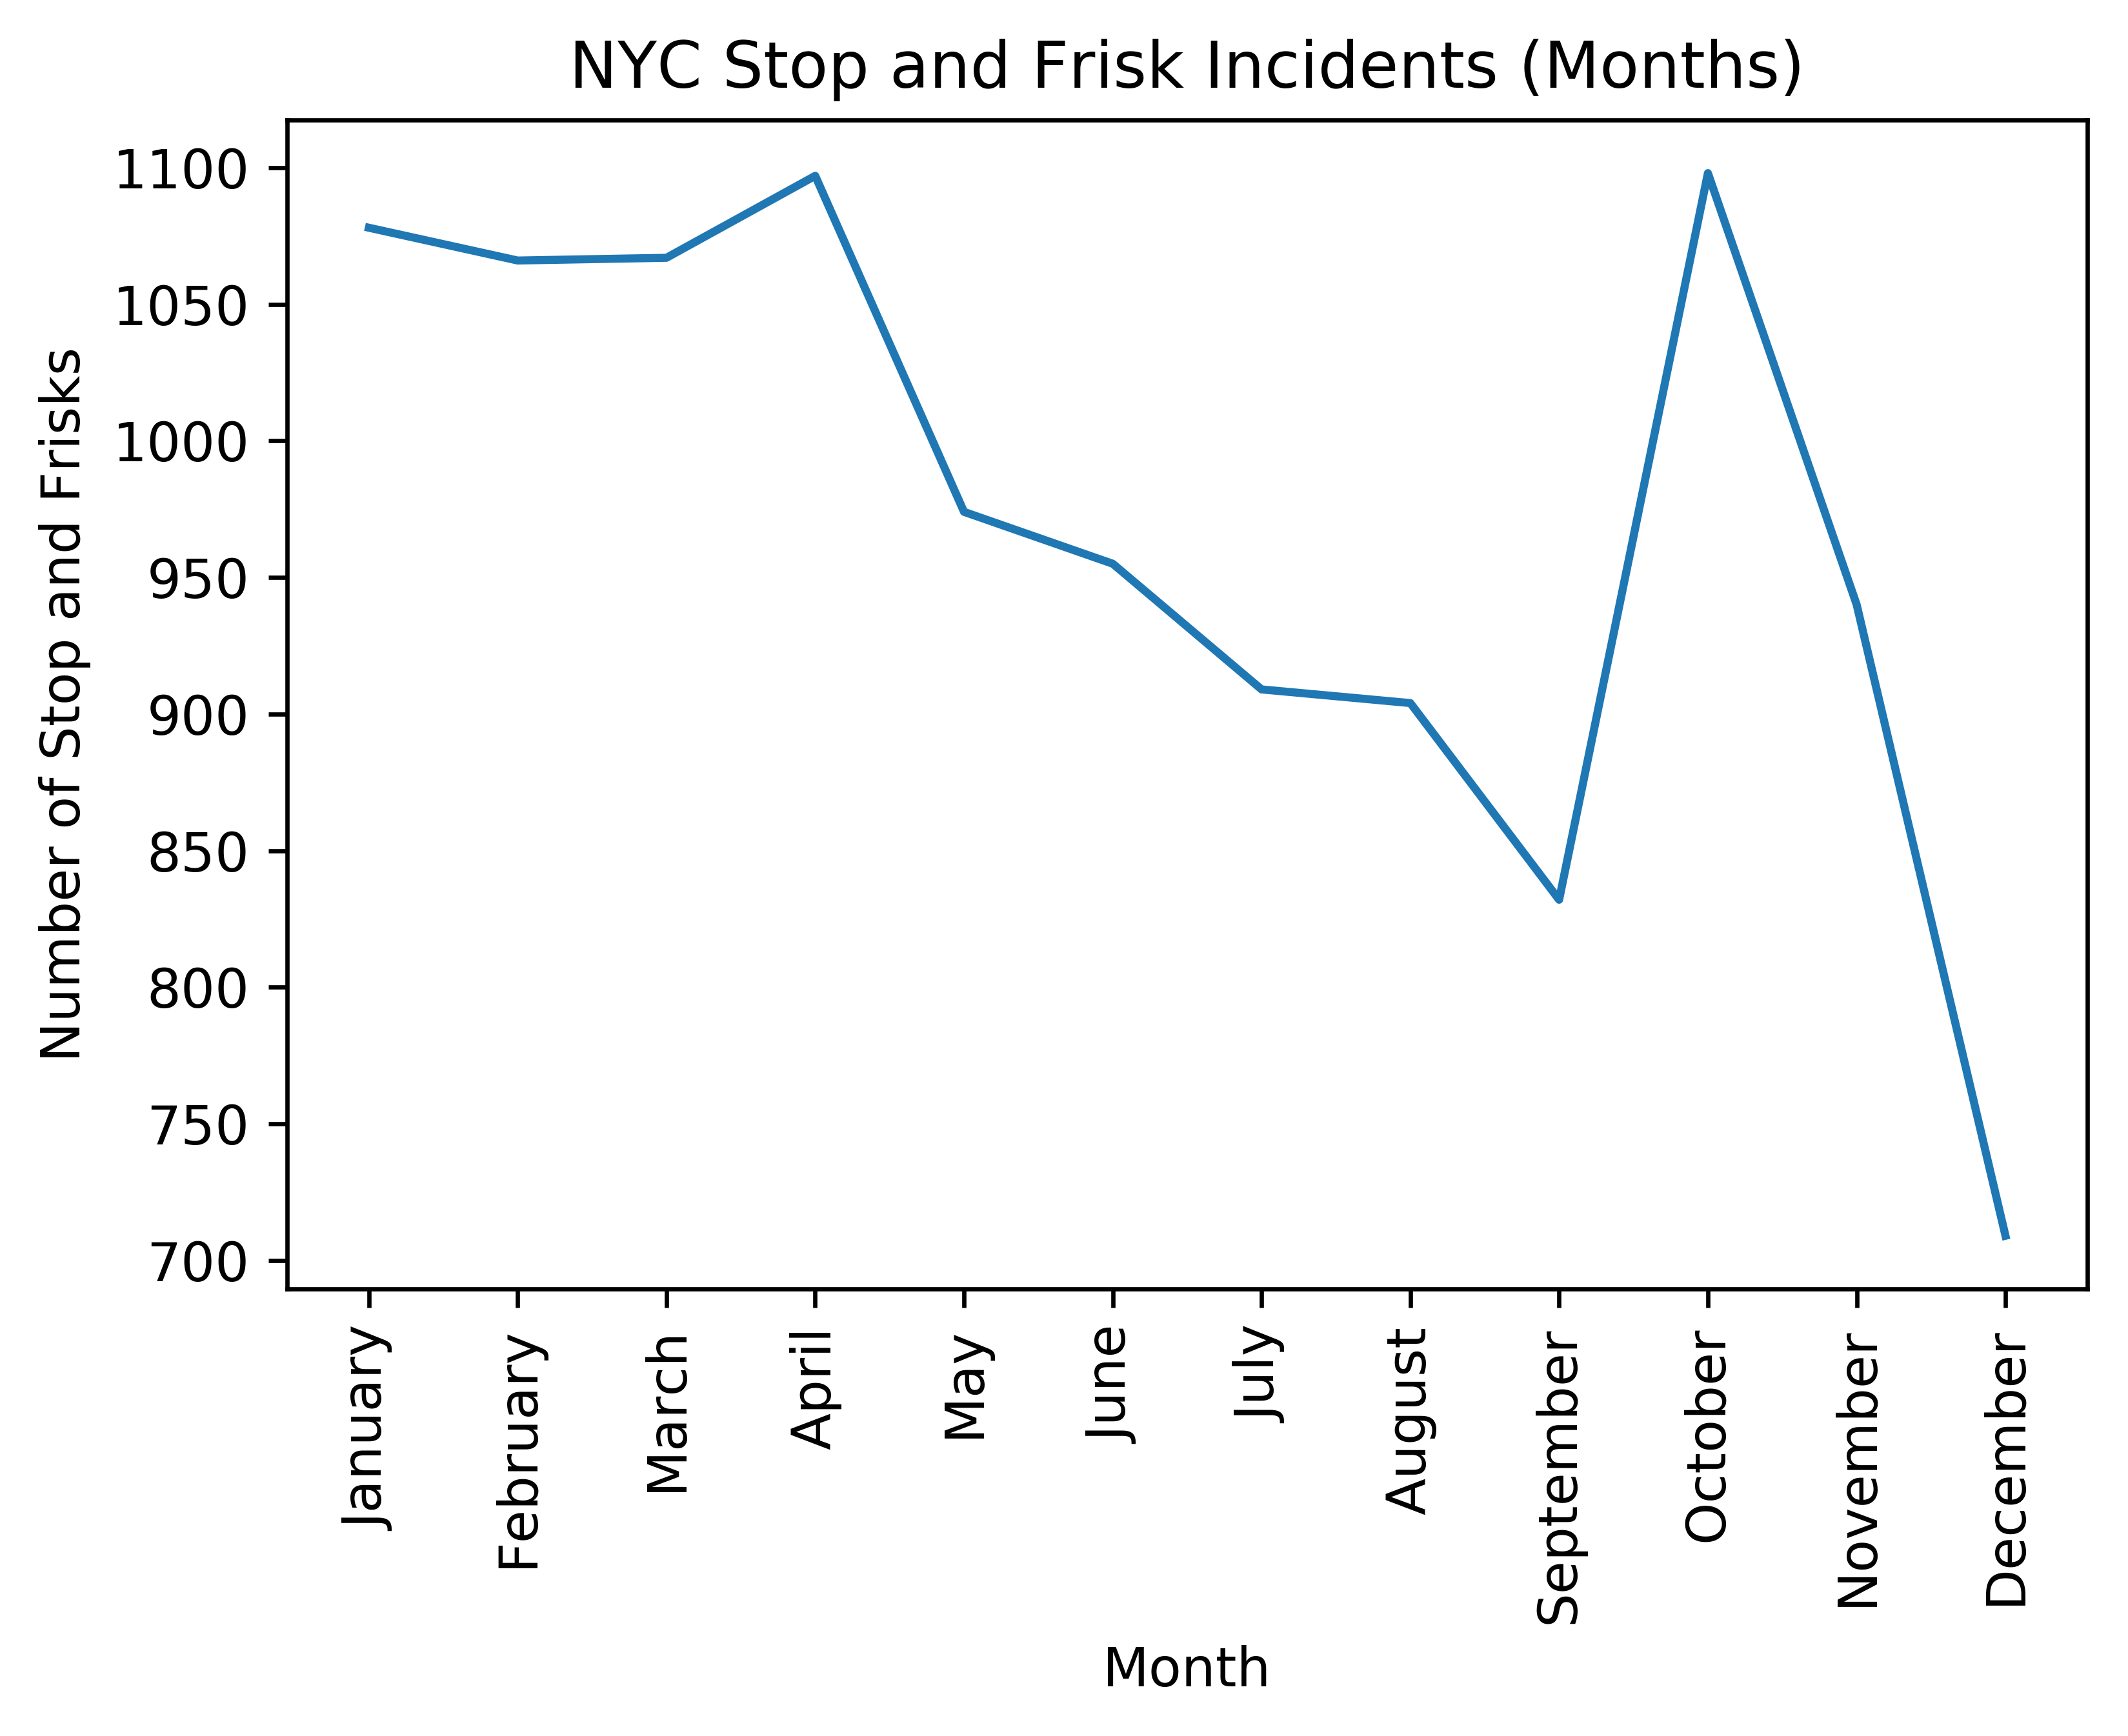 NYC Stop and Frisk Incidents (Months)
Number of Stop and Frisks
1100
1050
1000
950
900
850
800
750
700
January
February
March
April
May
June
July
August
September
October
November
December
Month